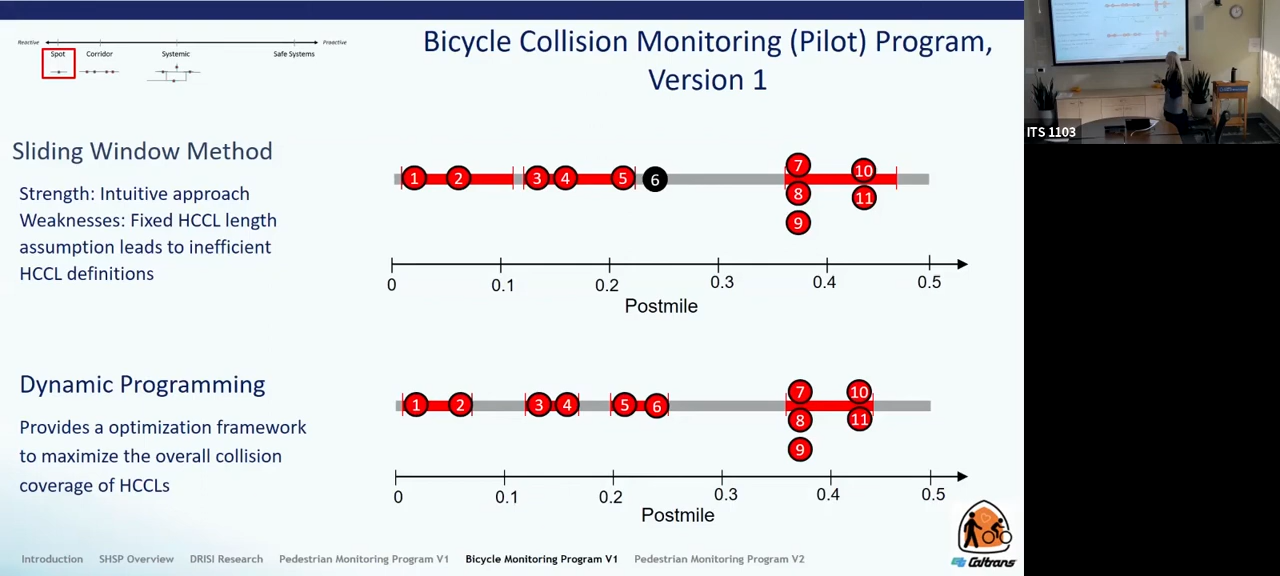 Bicycle Collision Monitoring (Pilot) Program,
Version 1
Reactive
Proactive
Spot
Corridor
Systemic
Safe Systems
ITS 1103
Sliding Window Method
Strength: Intuitive approach
Weaknesses: Fixed HCCL length
assumption leads to inefficient
HCCL definitions
1 2 3 4 5 6 7 8 9 10 11
0 0.1 0.2 0.3 0.4 0.5
Postmile
Dynamic Programming
Provides a optimization framework
to maximize the overall collision
coverage of HCCLs
1 2 3 4 5 6 7 8 9 10 11
0 0.1 0.2 0.3 0.4 0.5
Postmile
Introduction SHSP Overview DRISI Research Pedestrian Monitoring Program V1 Bicycle Monitoring Program V1 Pedestrian Monitoring Program V2
Caltrans